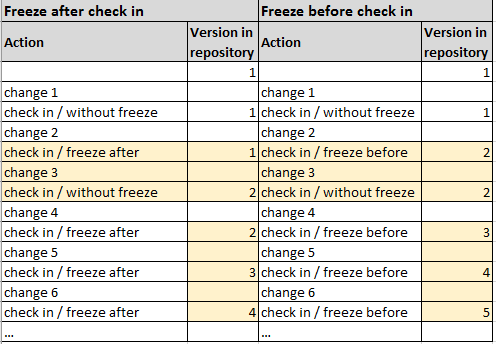 Freeze after check in Freeze before check in
Action Version in repository Action Version in repository
1 1
change 1 change 1
check in / without freeze 1 check in / without freeze 1
change 2 change 2
check in / freeze after 1 check in / freeze before 2
change 3 change 3
check in / without freeze 2 check in / without freeze 2
change 4 change 4
check in / freeze after 2 check in / freeze before 3
change 5 change 5
check in / freeze after 3 check in / freeze before 4
change 6 change 6
check in / freeze after 4 check in / freeze before 5
... ...